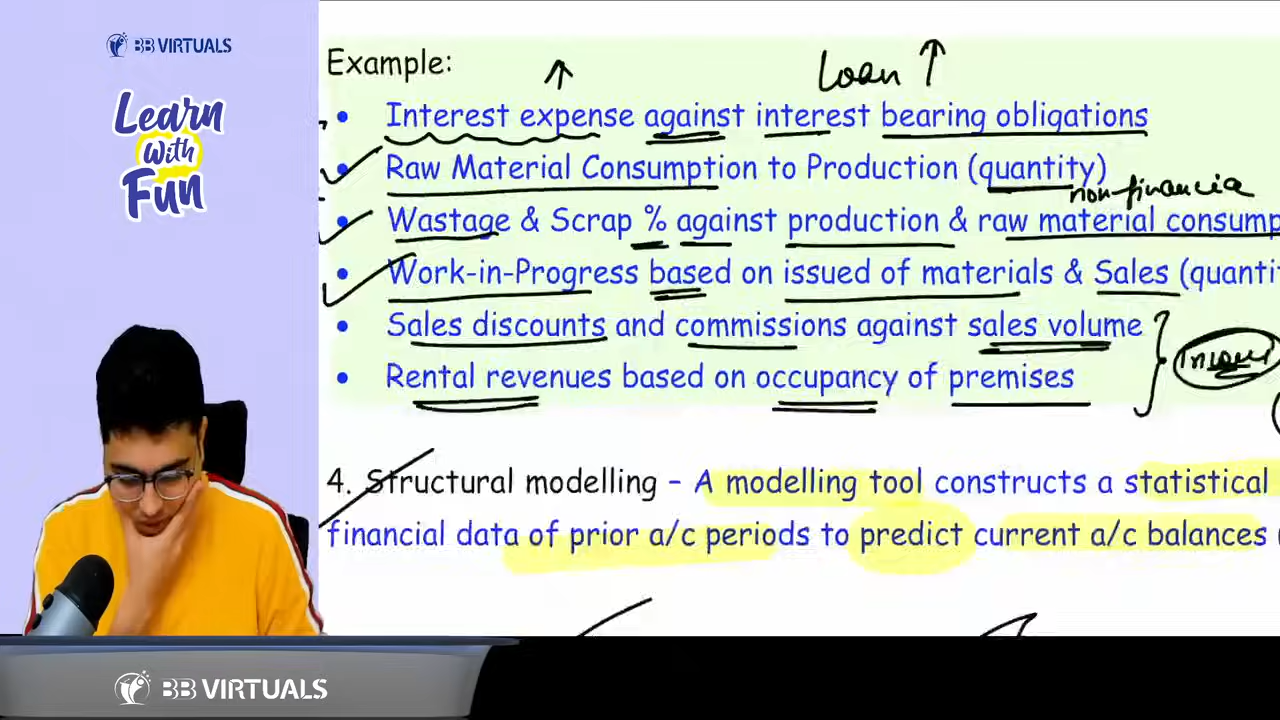 BB VIRTUALS
Learn
With
Fun
Example:
Loan ↑
• Interest expense against interest bearing obligations
• Raw Material Consumption to Production (quantity)
non-financia
• Wastage & Scrap % against production & raw material consump
• Work-in-Progress based on issued of materials & Sales (quanti
• Sales discounts and commissions against sales volume
• Rental revenues based on occupancy of premises
4. Structural modelling – A modelling tool constructs a statistical
financial data of prior a/c periods to predict current a/c balances
BB VIRTUALS